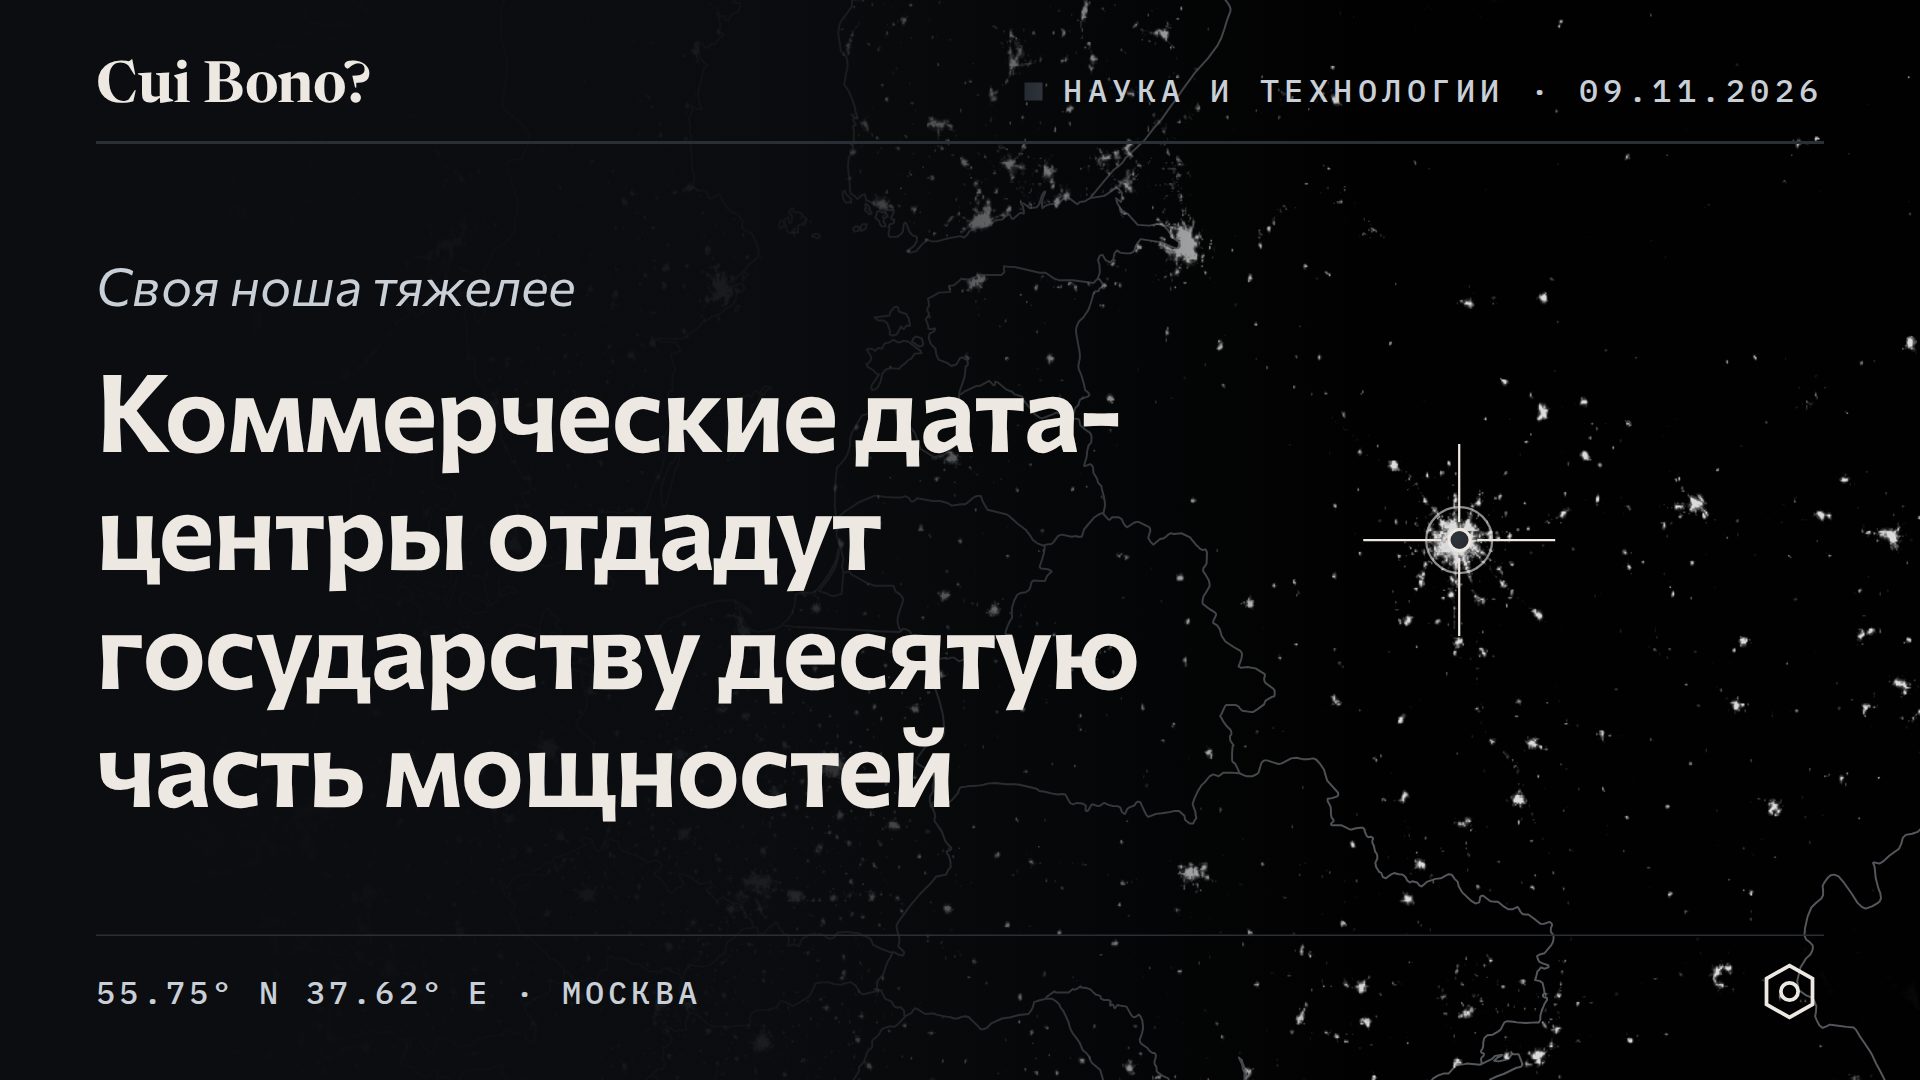 Cui Bono?
НАУКА И ТЕХНОЛОГИИ · 09.11.2026
Своя ноша тяжелее
Коммерческие дата-
центры отдадут
государству десятую
часть мощностей
55.75° N 37.62° E · МОСКВА